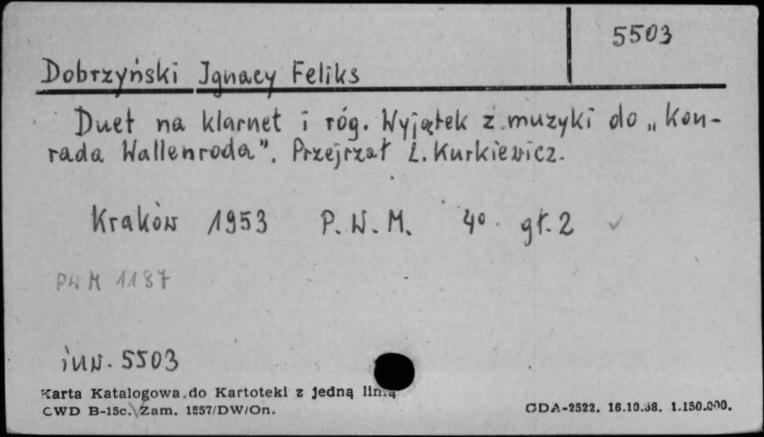 5503
Dobrzyński Ignacy Feliks
Duet na klarnet i róg. Wyjątek z muzyki do „Kon-
rada Wallenroda”. Przejrzał L. Kurkiewicz.
Kraków 1953 P.W.M. 4º gł. 2 ✓
PWM 1187
inw. 5503
Karta Katalogowa do Kartoteki z jedną linią
CWD B-15c. Zam. 1557/DW/On.
GDA-2522. 16.10.38. 1.150.000.